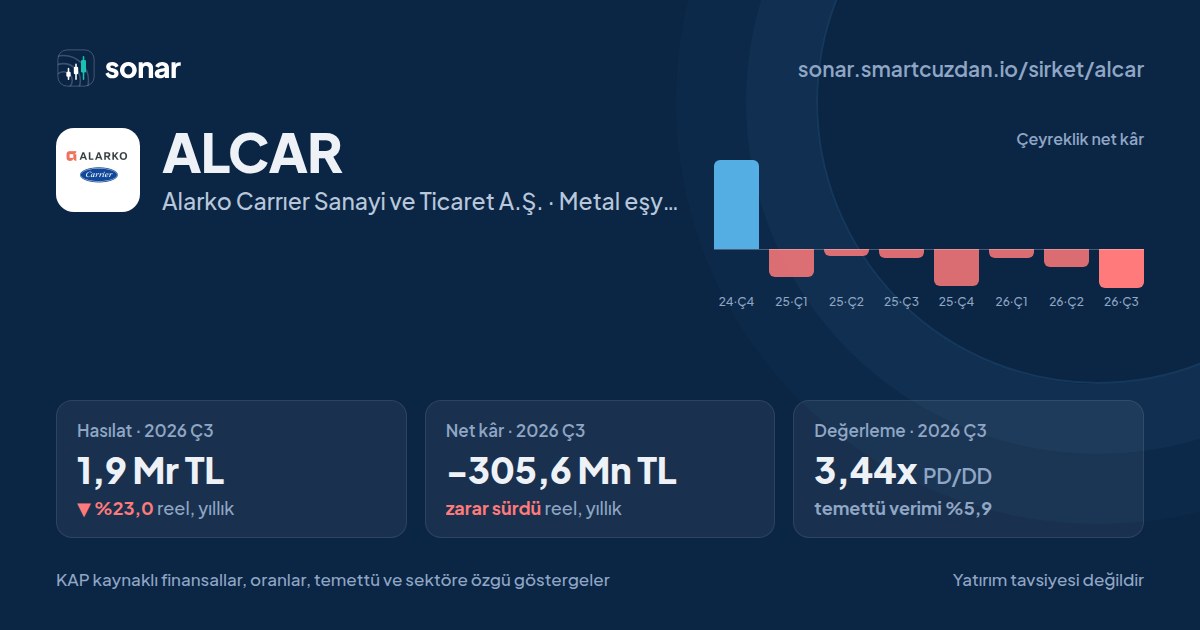 sonar
sonar.smartcuzdan.io/sirket/alcar
ALARKO
Carrier
ALCAR
Alarko Carrıer Sanayi ve Ticaret A.Ş. · Metal eşy...
Çeyreklik net kâr
24·Ç4 25·Ç1 25·Ç2 25·Ç3 25·Ç4 26·Ç1 26·Ç2 26·Ç3
Hasılat · 2026 Ç3
1,9 Mr TL
▼ %23,0 reel, yıllık
Net kâr · 2026 Ç3
−305,6 Mn TL
zarar sürdü reel, yıllık
Değerleme · 2026 Ç3
3,44x PD/DD
temettü verimi %5,9
KAP kaynaklı finansallar, oranlar, temettü ve sektöre özgü göstergeler
Yatırım tavsiyesi değildir